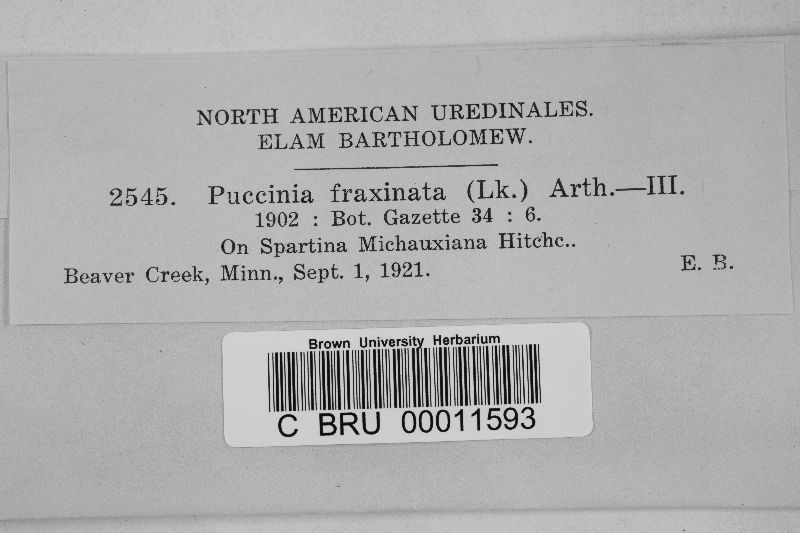 NORTH AMERICAN UREDINALES.
ELAM BARTHOLOMEW.
2545. Puccinia fraxinata (Lk.) Arth.—III.
1902 : Bot. Gazette 34 : 6.
On Spartina Michauxiana Hitchc..
Beaver Creek, Minn., Sept. 1, 1921. E. B.
Brown University Herbarium
C BRU 00011593